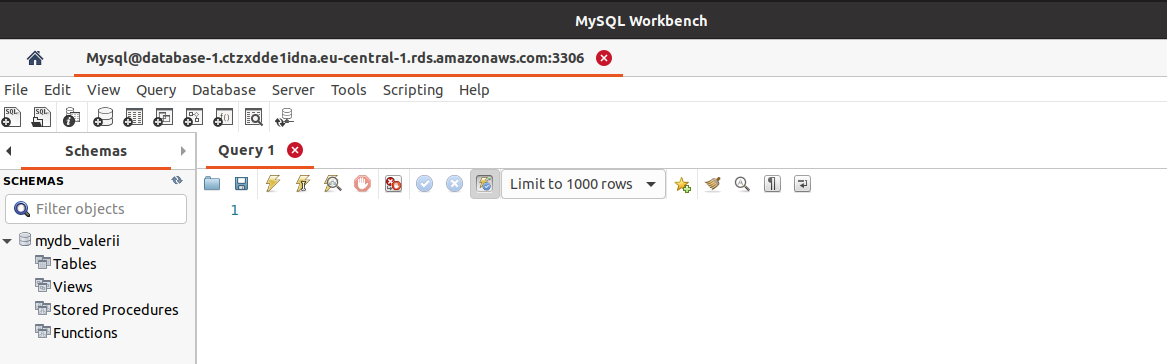 MySQL Workbench
Mysql@database-1.ctzxdde1idna.eu-central-1.rds.amazonaws.com:3306
File Edit View Query Database Server Tools Scripting Help
Schemas
Query 1
SCHEMAS
Limit to 1000 rows
Filter objects
1
mydb_valerii
Tables
Views
Stored Procedures
Functions